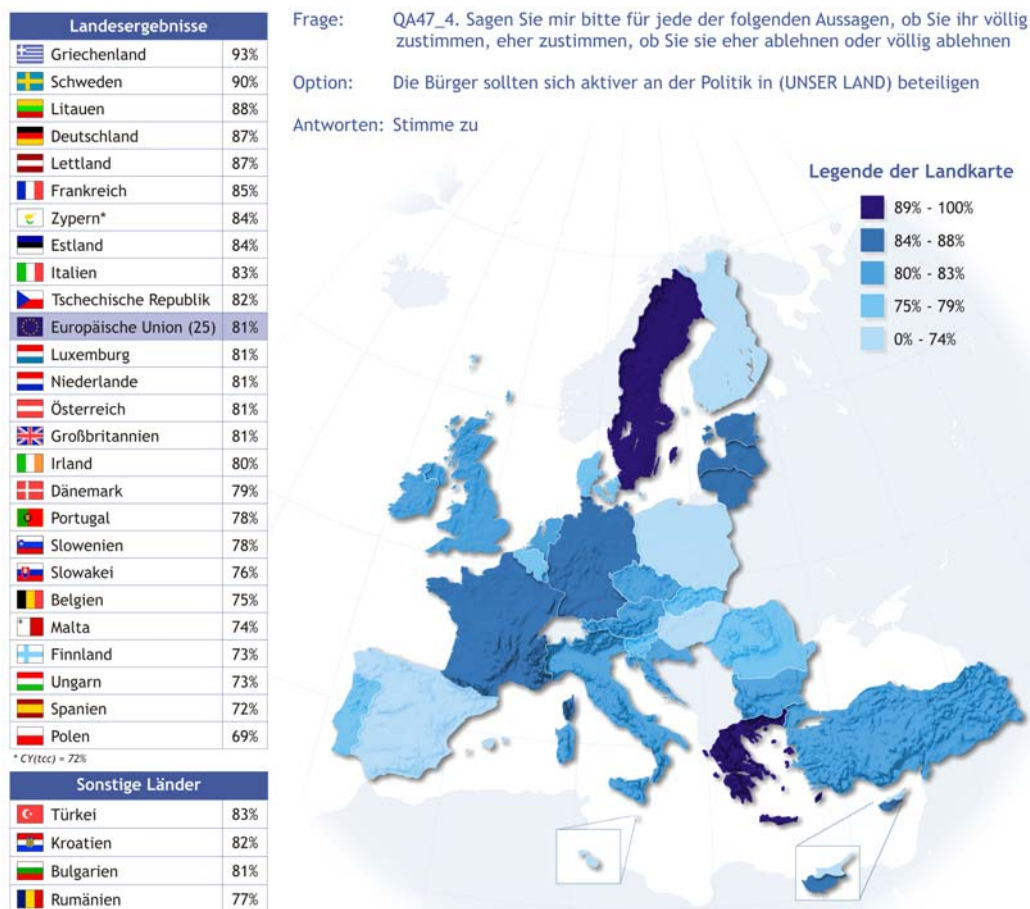 Landesergebnisse
Griechenland 93%
Schweden 90%
Litauen 88%
Deutschland 87%
Lettland 87%
Frankreich 85%
Zypern* 84%
Estland 84%
Italien 83%
Tschechische Republik 82%
Europäische Union (25) 81%
Luxemburg 81%
Niederlande 81%
Österreich 81%
Großbritannien 81%
Irland 80%
Dänemark 79%
Portugal 78%
Slowenien 78%
Slowakei 76%
Belgien 75%
Malta 74%
Finnland 73%
Ungarn 73%
Spanien 72%
Polen 69%
* CY(tcc) = 72%
Sonstige Länder
Türkei 83%
Kroatien 82%
Bulgarien 81%
Rumänien 77%
Frage: QA47_4. Sagen Sie mir bitte für jede der folgenden Aussagen, ob Sie ihr völlig
zustimmen, eher zustimmen, ob Sie sie eher ablehnen oder völlig ablehnen
Option: Die Bürger sollten sich aktiver an der Politik in (UNSER LAND) beteiligen
Antworten: Stimme zu
Legende der Landkarte
89% - 100%
84% - 88%
80% - 83%
75% - 79%
0% - 74%